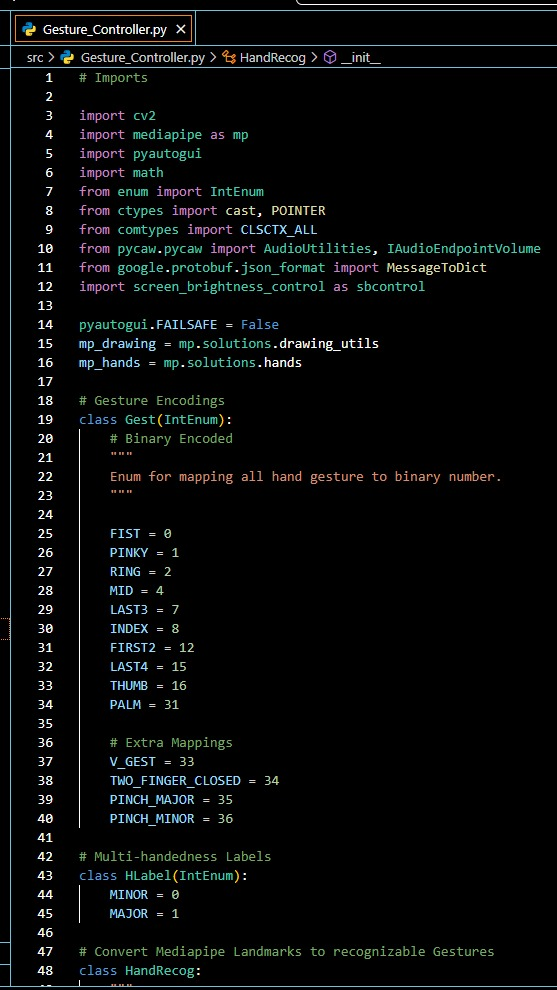 Gesture_Controller.py ×
src > Gesture_Controller.py > HandRecog > __init__
1 # Imports
2
3 import cv2
4 import mediapipe as mp
5 import pyautogui
6 import math
7 from enum import IntEnum
8 from ctypes import cast, POINTER
9 from comtypes import CLSCTX_ALL
10 from pycaw.pycaw import AudioUtilities, IAudioEndpointVolume
11 from google.protobuf.json_format import MessageToDict
12 import screen_brightness_control as sbcontrol
13
14 pyautogui.FAILSAFE = False
15 mp_drawing = mp.solutions.drawing_utils
16 mp_hands = mp.solutions.hands
17
18 # Gesture Encodings
19 class Gest(IntEnum):
20     # Binary Encoded
21     """
22     Enum for mapping all hand gesture to binary number.
23     """
24
25     FIST = 0
26     PINKY = 1
27     RING = 2
28     MID = 4
29     LAST3 = 7
30     INDEX = 8
31     FIRST2 = 12
32     LAST4 = 15
33     THUMB = 16
34     PALM = 31
35
36     # Extra Mappings
37     V_GEST = 33
38     TWO_FINGER_CLOSED = 34
39     PINCH_MAJOR = 35
40     PINCH_MINOR = 36
41
42 # Multi-handedness Labels
43 class HLabel(IntEnum):
44     MINOR = 0
45     MAJOR = 1
46
47 # Convert Mediapipe Landmarks to recognizable Gestures
48 class HandRecog: